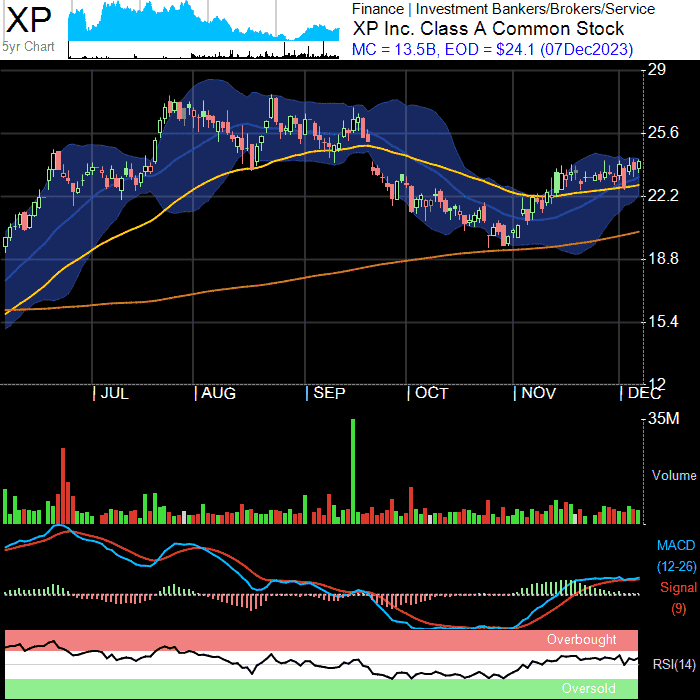 XP
5yr Chart
Finance | Investment Bankers/Brokers/Service
XP Inc. Class A Common Stock
MC = 13.5B, EOD = $24.1 (07Dec2023)
29
25.6
22.2
18.8
15.4
12
| JUL | AUG | SEP | OCT | NOV | DEC
35M
Volume
MACD
(12-26)
Signal
(9)
Overbought
RSI(14)
Oversold